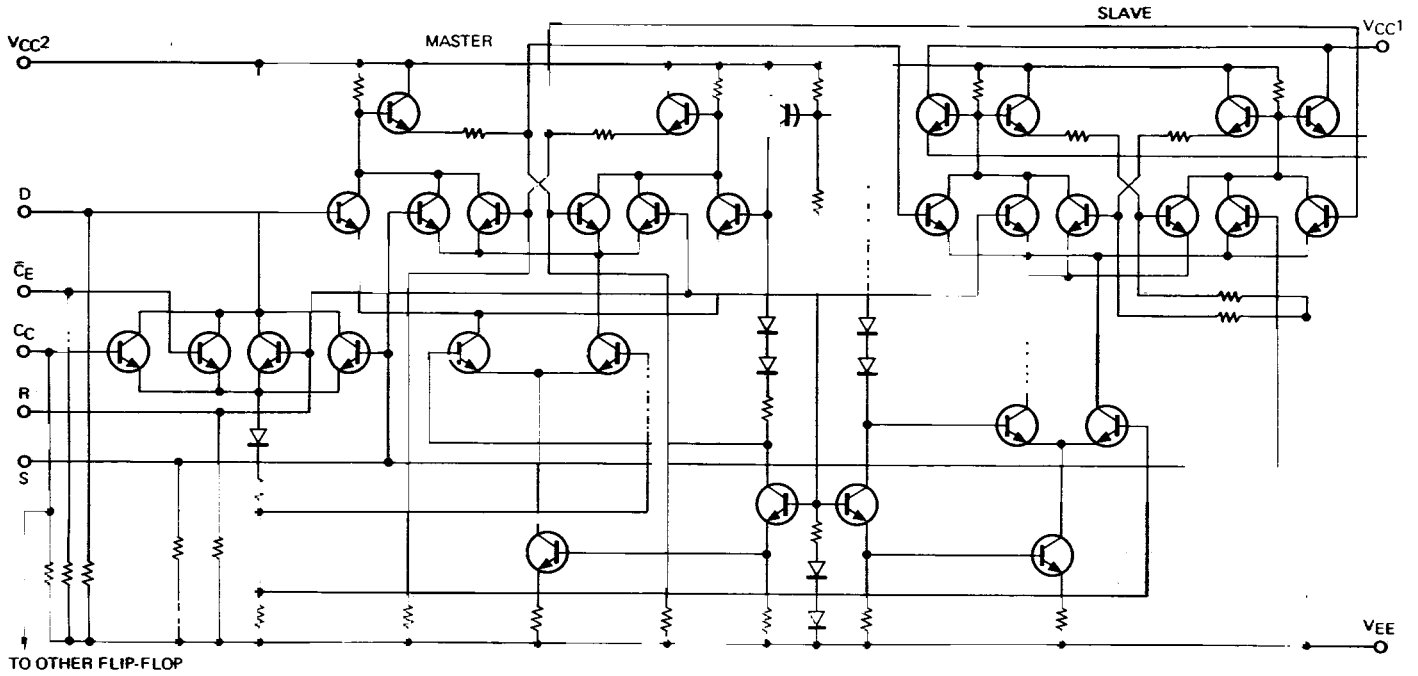 SLAVE
VCC1
VCC2
MASTER
D
C̄E
CC
R
S
VEE
TO OTHER FLIP-FLOP